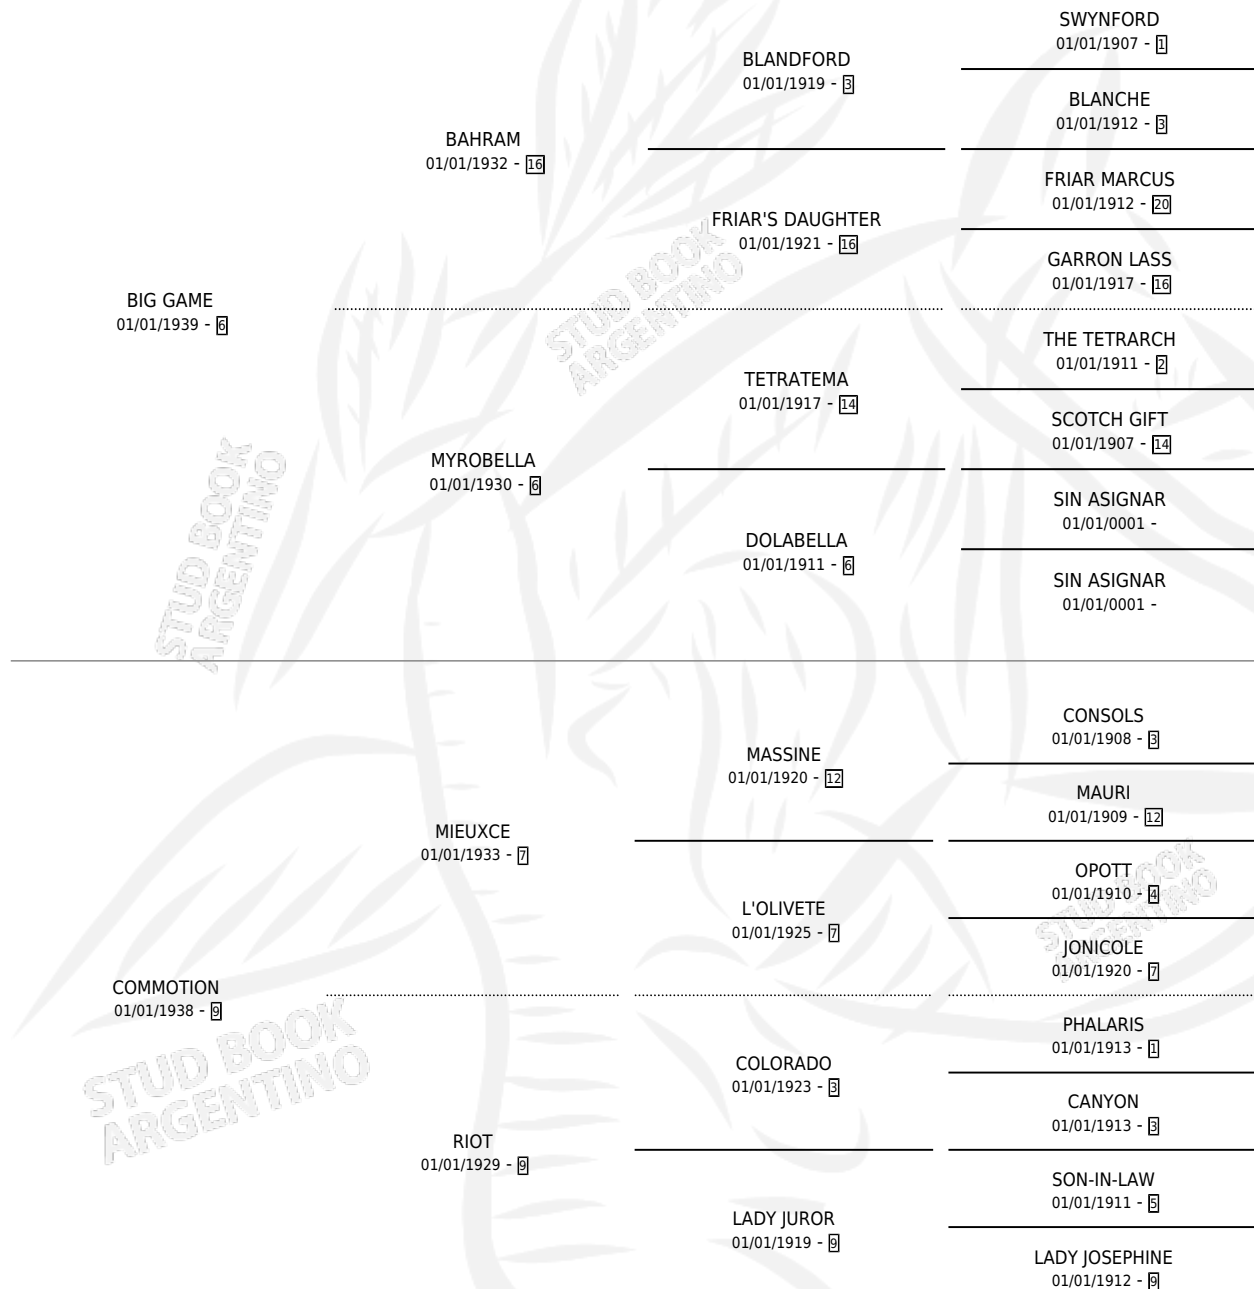 SWYNFORD
01/01/1907 - 1
BLANDFORD
01/01/1919 - 3
BLANCHE
01/01/1912 - 3
BAHRAM
01/01/1932 - 16
FRIAR MARCUS
01/01/1912 - 20
FRIAR'S DAUGHTER
01/01/1921 - 16
GARRON LASS
01/01/1917 - 16
BIG GAME
01/01/1939 - 6
THE TETRARCH
01/01/1911 - 2
TETRATEMA
01/01/1917 - 14
SCOTCH GIFT
01/01/1907 - 14
MYROBELLA
01/01/1930 - 6
SIN ASIGNAR
01/01/0001 -
DOLABELLA
01/01/1911 - 6
SIN ASIGNAR
01/01/0001 -
CONSOLS
01/01/1908 - 3
MASSINE
01/01/1920 - 12
MAURI
01/01/1909 - 12
MIEUXCE
01/01/1933 - 7
OPOTT
01/01/1910 - 4
L'OLIVETE
01/01/1925 - 7
JONICOLE
01/01/1920 - 7
COMMOTION
01/01/1938 - 9
PHALARIS
01/01/1913 - 1
COLORADO
01/01/1923 - 3
CANYON
01/01/1913 - 3
RIOT
01/01/1929 - 9
SON-IN-LAW
01/01/1911 - 5
LADY JUROR
01/01/1919 - 9
LADY JOSEPHINE
01/01/1912 - 9
STUD BOOK
ARGENTINO
STUD BOOK
ARGENTINO
STUD BOOK
ARGENTINO
STUD BOOK
ARGENTINO